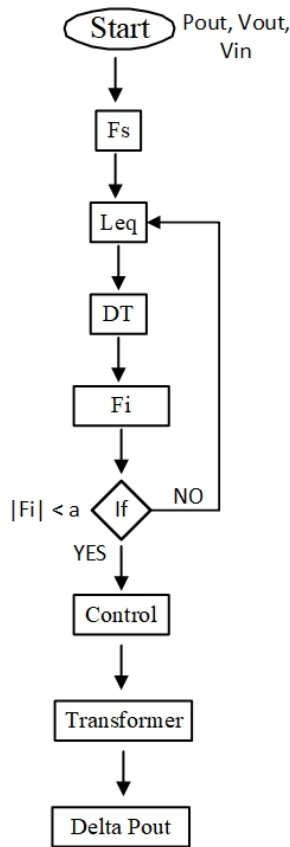 Start
Pout, Vout,
Vin
Fs
Leq
DT
Fi
|Fi| < a
If
NO
YES
Control
Transformer
Delta Pout